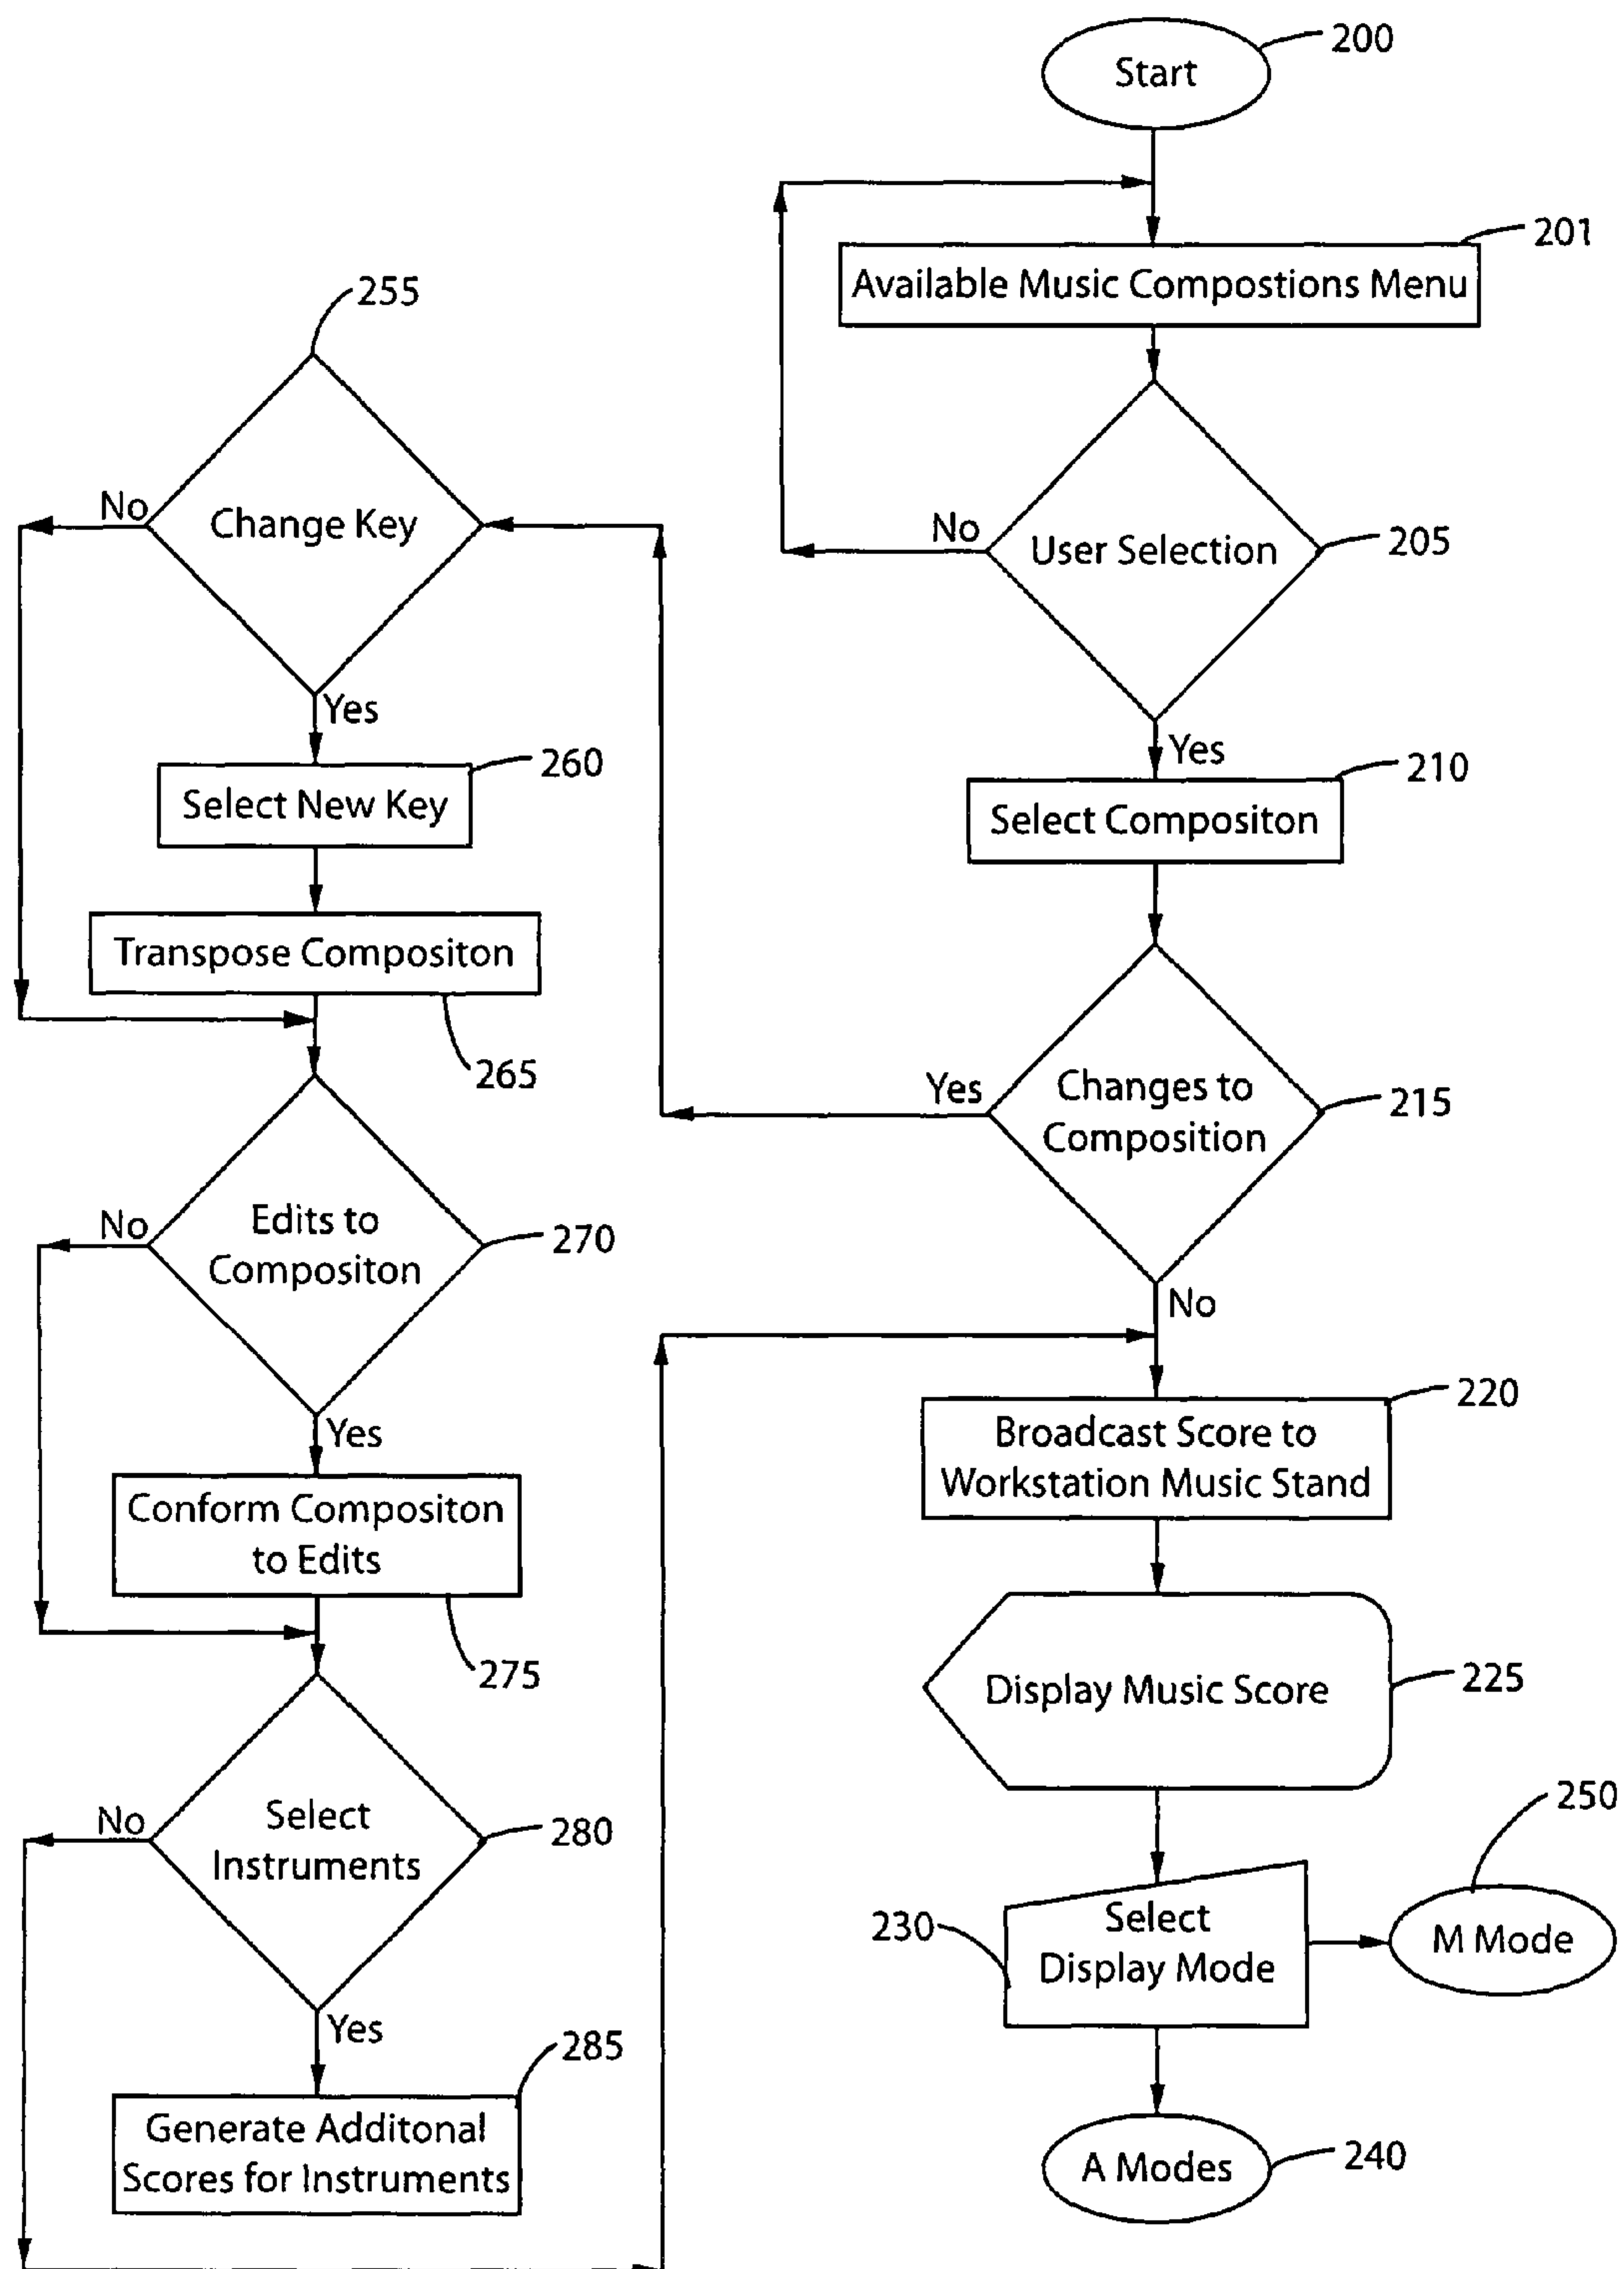 200
Start
201
Available Music Compostions Menu
User Selection
205
No
Yes
210
Select Compositon
Changes to
Composition
215
Yes
No
220
Broadcast Score to
Workstation Music Stand
Display Music Score
225
230
Select
Display Mode
250
M Mode
A Modes
240
255
Change Key
No
Yes
260
Select New Key
Transpose Compositon
265
Edits to
Compositon
270
No
Yes
Conform Compositon
to Edits
275
Select
Instruments
280
No
Yes
285
Generate Additonal
Scores for Instruments